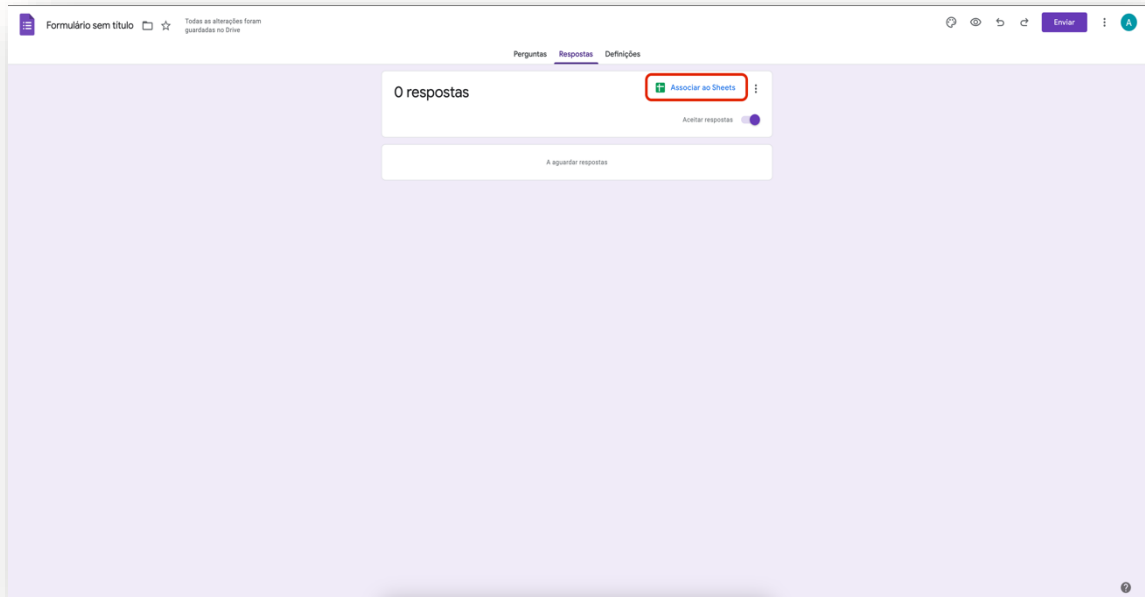 Formulário sem título
Todas as alterações foram
guardadas no Drive
Enviar
A
Perguntas Respostas Definições
0 respostas
Associar ao Sheets
Aceitar respostas
A aguardar respostas